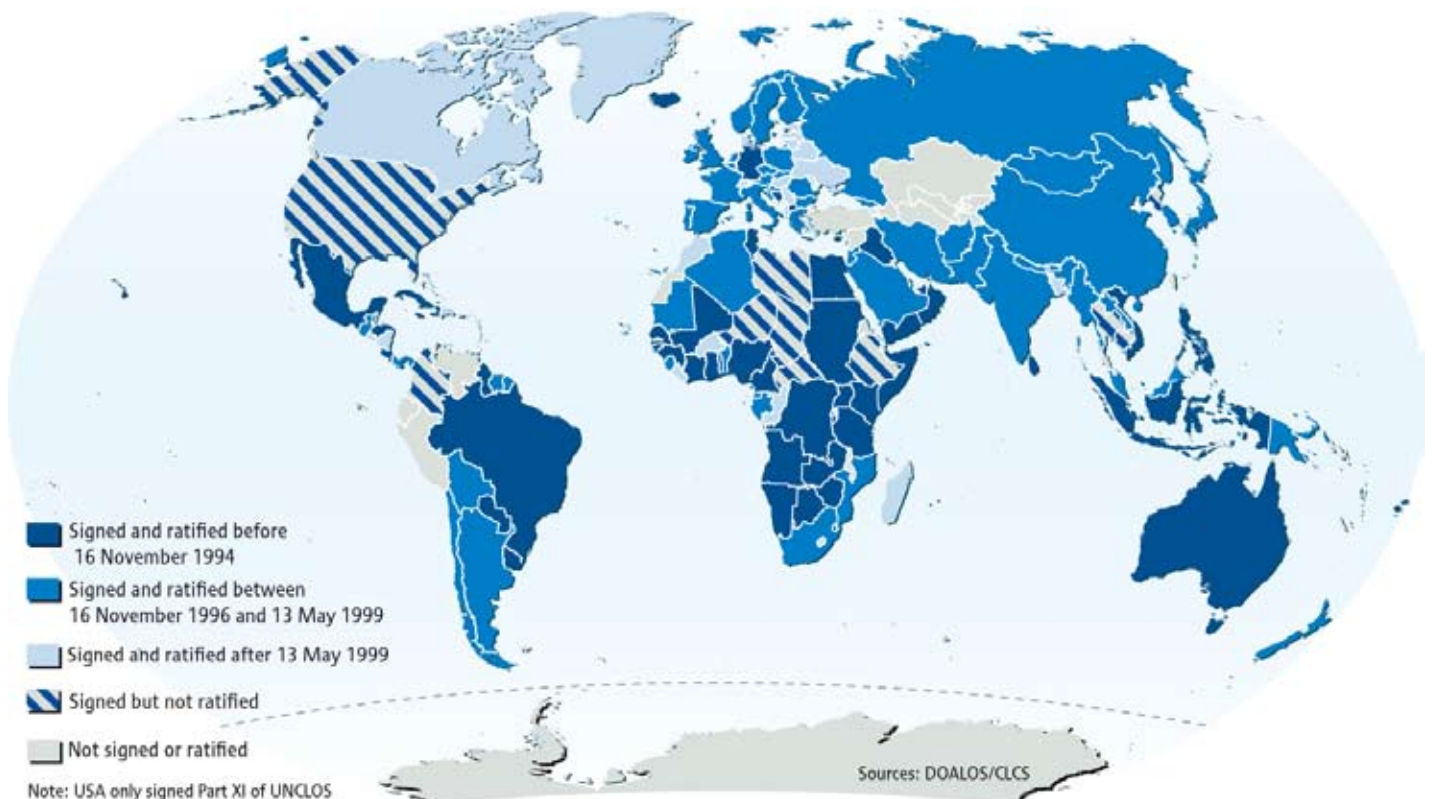 Signed and ratified before
16 November 1994
Signed and ratified between
16 November 1996 and 13 May 1999
Signed and ratified after 13 May 1999
Signed but not ratified
Not signed or ratified
Note: USA only signed Part XI of UNCLOS
Sources: DOALOS/CLCS